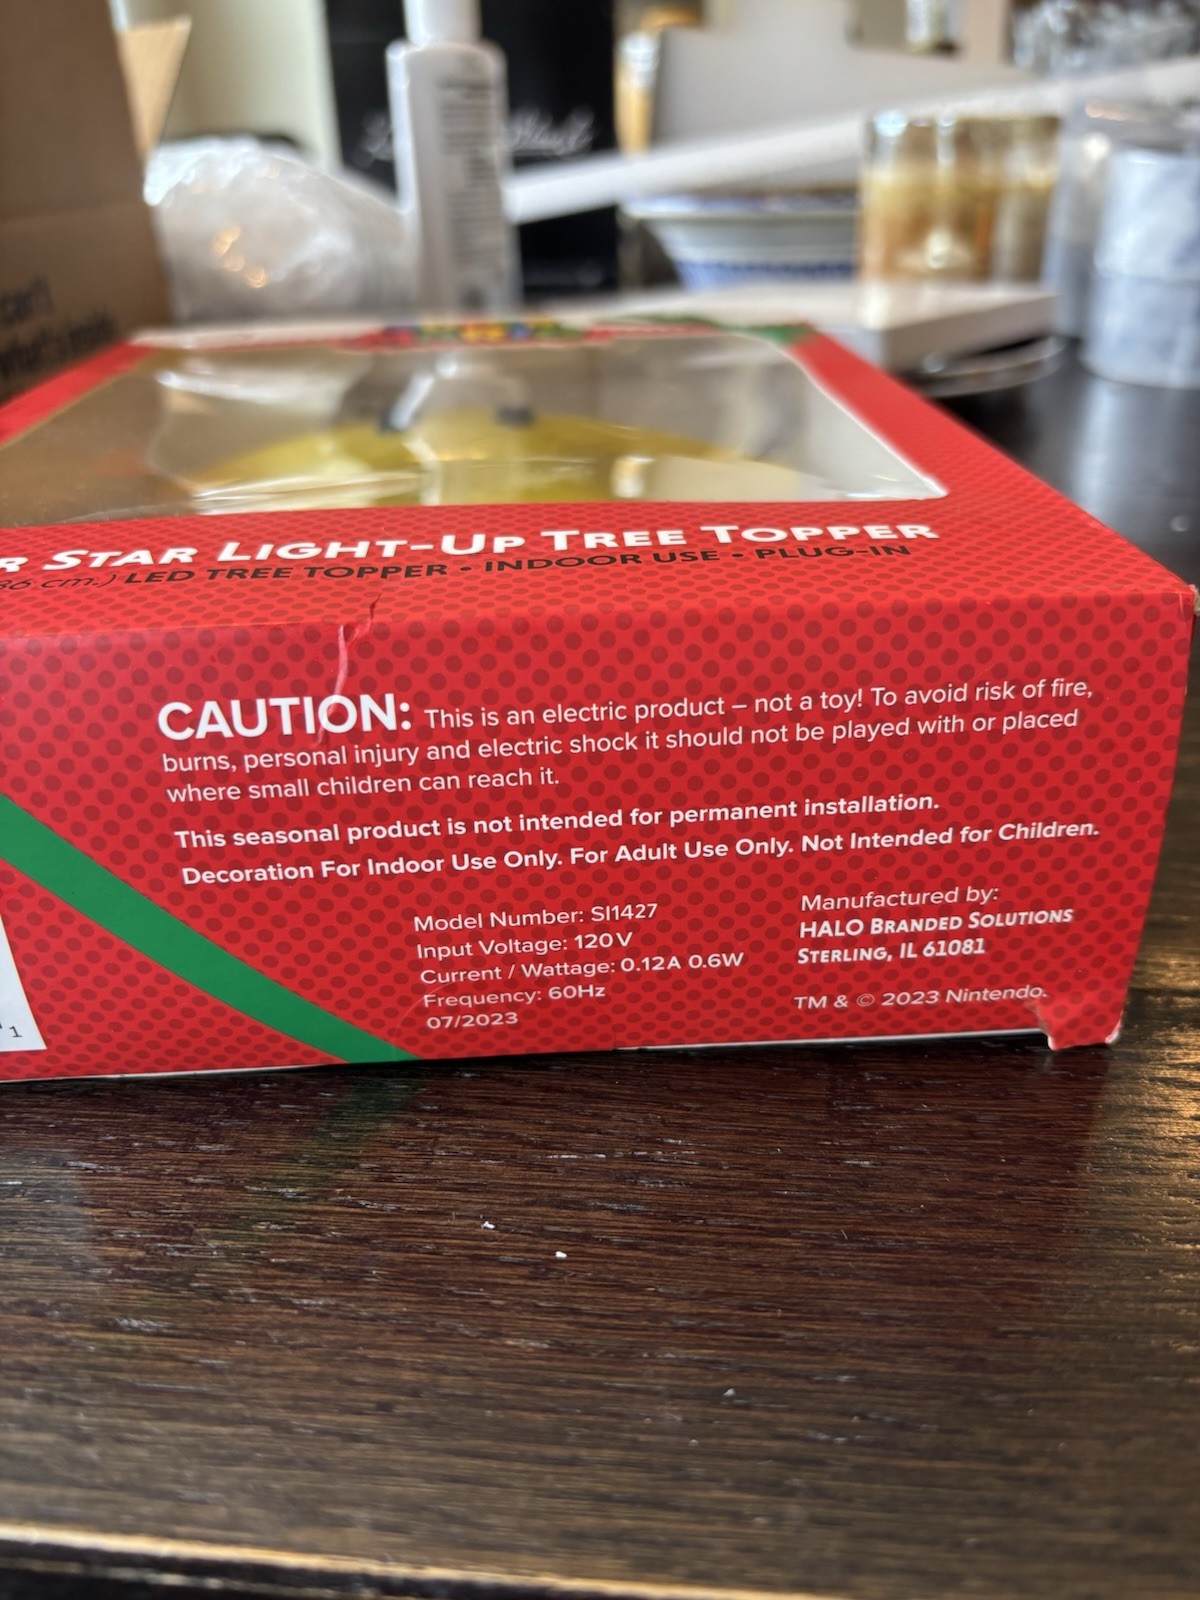 STAR LIGHT-UP TREE TOPPER
cm.) LED TREE TOPPER • INDOOR USE • PLUG-IN
CAUTION: This is an electric product – not a toy! To avoid risk of fire,
burns, personal injury and electric shock it should not be played with or placed
where small children can reach it.
This seasonal product is not intended for permanent installation.
Decoration For Indoor Use Only. For Adult Use Only. Not Intended for Children.
Model Number: SI1427
Input Voltage: 120V
Current / Wattage: 0.12A 0.6W
Frequency: 60Hz
07/2023
Manufactured by:
HALO BRANDED SOLUTIONS
STERLING, IL 61081
TM & © 2023 Nintendo.
1